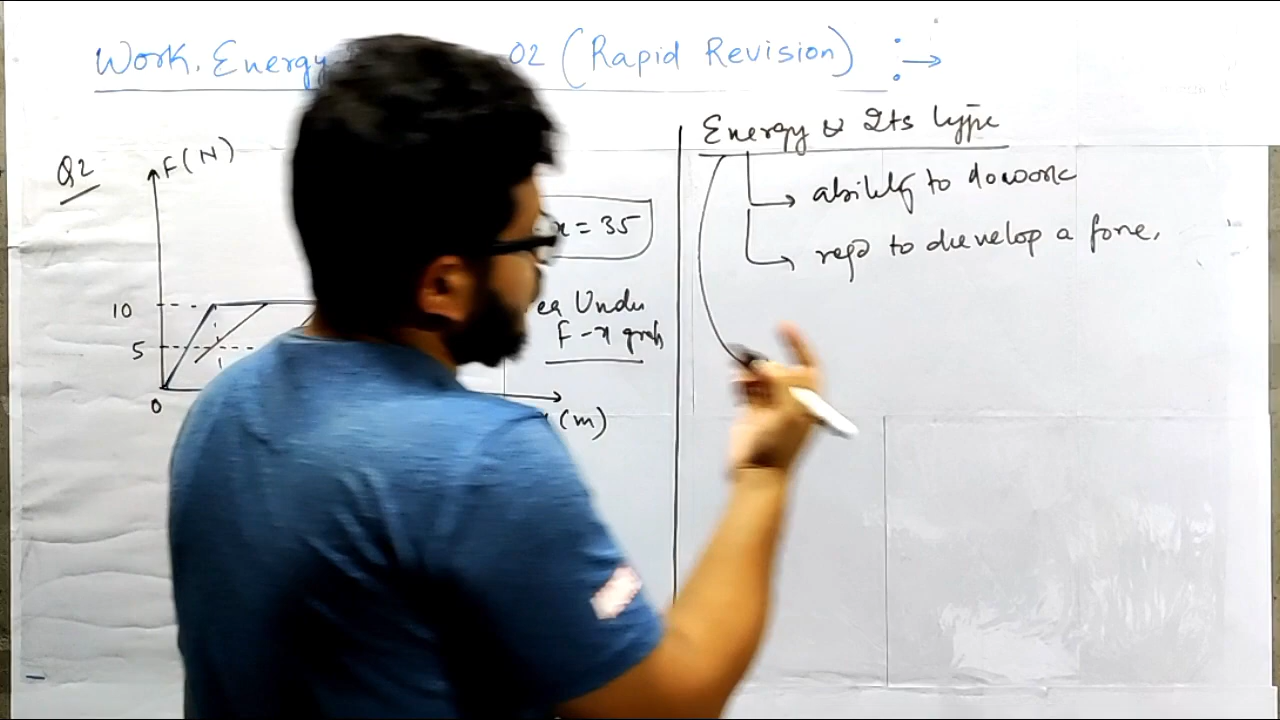 Work, Energy 02 (Rapid Revision) :→
Q2
F(N)
10
5
0
x = 35
ea Under
F-x graph
(m)
Energy & Its type
→ ability to do work
→ reqd to develop a force.